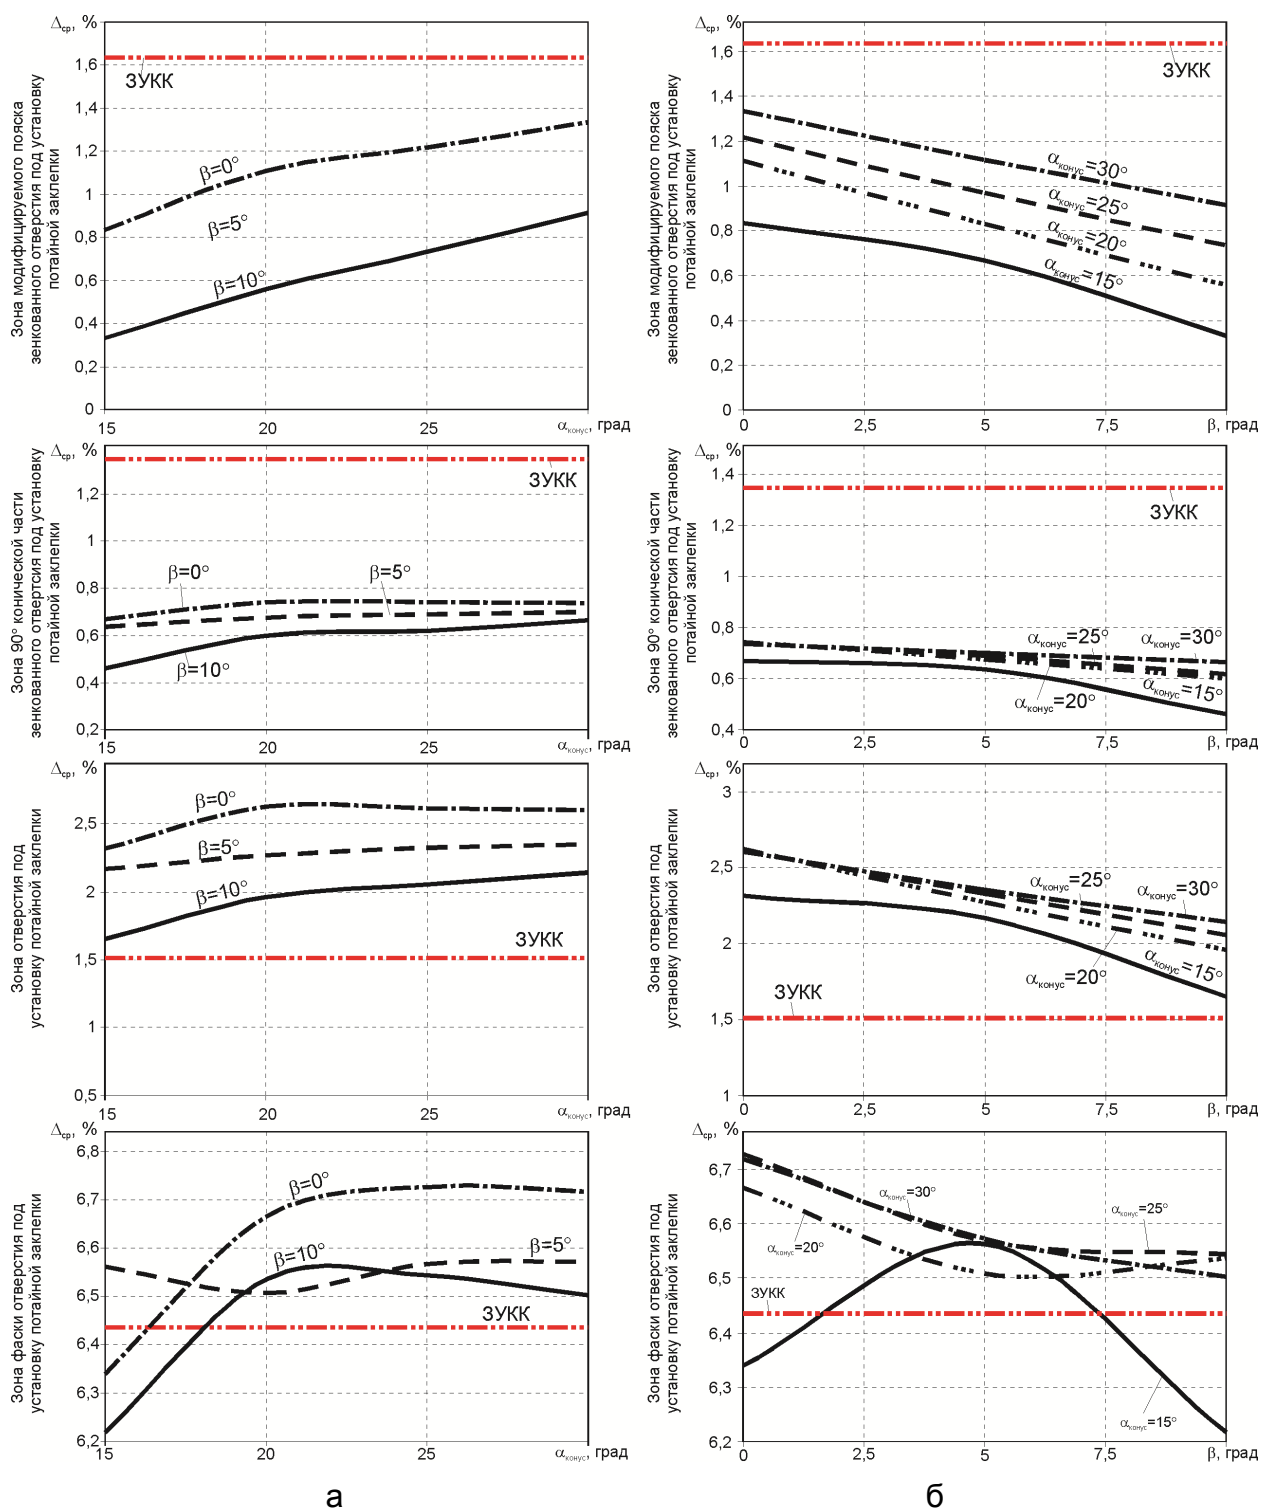 Δср, %
Зона модифицируемого пояска
зенкованного отверстия под установку
потайной заклепки
1,6
1,4
1,2
1
0,8
0,6
0,4
0,2
0
ЗУКК
β=0°
β=5°
β=10°
15
20
25
αконус, град
Δср, %
Зона модифицируемого пояска
зенкованного отверстия под установку
потайной заклепки
1,6
1,4
1,2
1
0,8
0,6
0,4
0,2
0
ЗУКК
αконус=30°
αконус=25°
αконус=20°
αконус=15°
0
2,5
5
7,5
β, град
Δср, %
Зона 90° конической части
зенкованного отвертсия под установку
потайной заклепки
1,2
1
0,8
0,6
0,4
0,2
ЗУКК
β=0°
β=5°
β=10°
15
20
25
αконус, град
Δср, %
Зона 90° конической части
зенкованного отвертсия под установку
потайной заклепки
1,4
1,2
1
0,8
0,6
0,4
ЗУКК
αконус=25°
αконус=30°
αконус=20°
αконус=15°
0
2,5
5
7,5
β, град
Δср, %
Зона отверстия под
установку потайной заклепки
2,5
2
1,5
1
0,5
β=0°
β=5°
β=10°
ЗУКК
15
20
25
αконус, град
Δср, %
Зона отверстия под
установку потайной заклепки
3
2,5
2
1,5
1
αконус=25°
αконус=30°
αконус=20°
αконус=15°
ЗУКК
0
2,5
5
7,5
β, град
Δср, %
Зона фаски отверстия под
установку потайной заклепки
6,8
6,7
6,6
6,5
6,4
6,3
6,2
β=0°
β=10°
β=5°
ЗУКК
15
20
25
αконус, град
Δср, %
Зона фаски отверстия под
установку потайной заклепки
6,7
6,6
6,5
6,4
6,3
6,2
αконус=30°
αконус=25°
αконус=20°
ЗУКК
αконус=15°
0
2,5
5
7,5
β, град
а
б